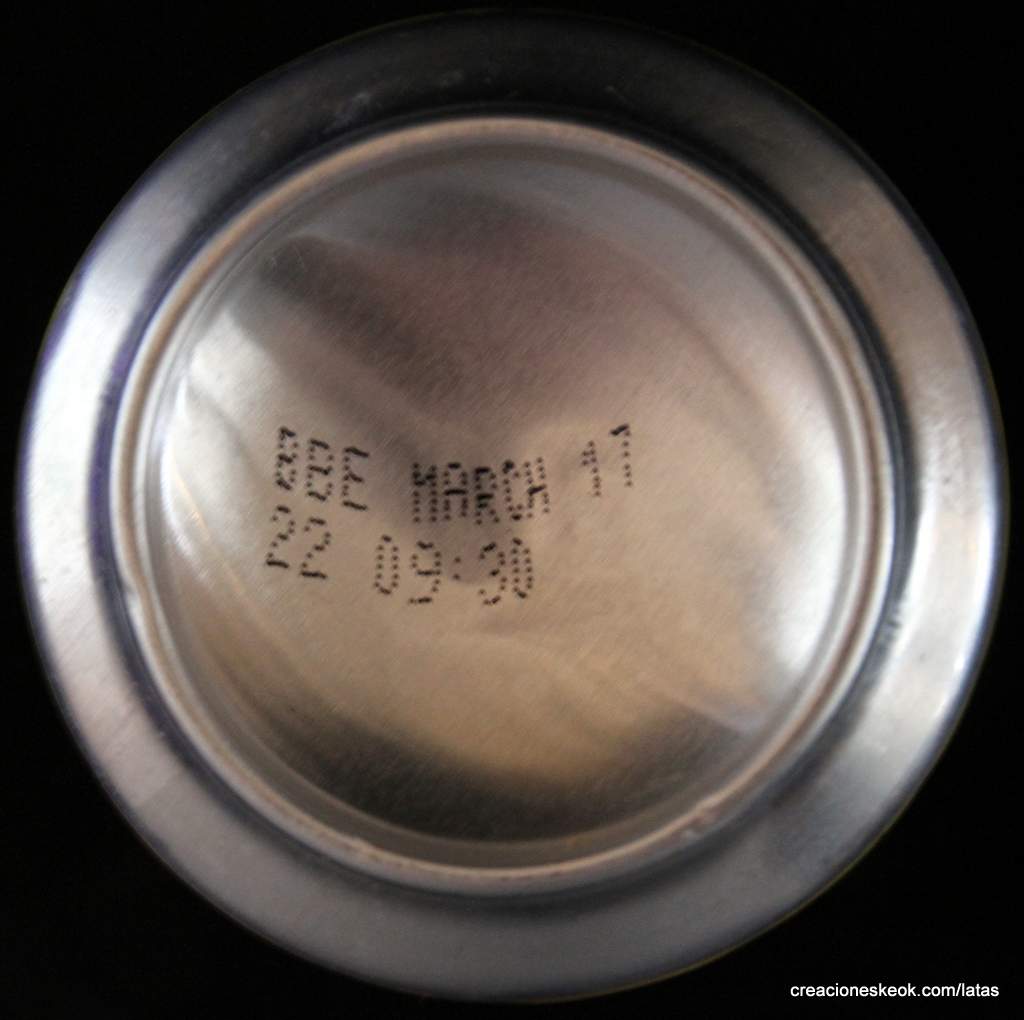 BBE MARCH 11
22 09:30
creacioneskeok.com/latas